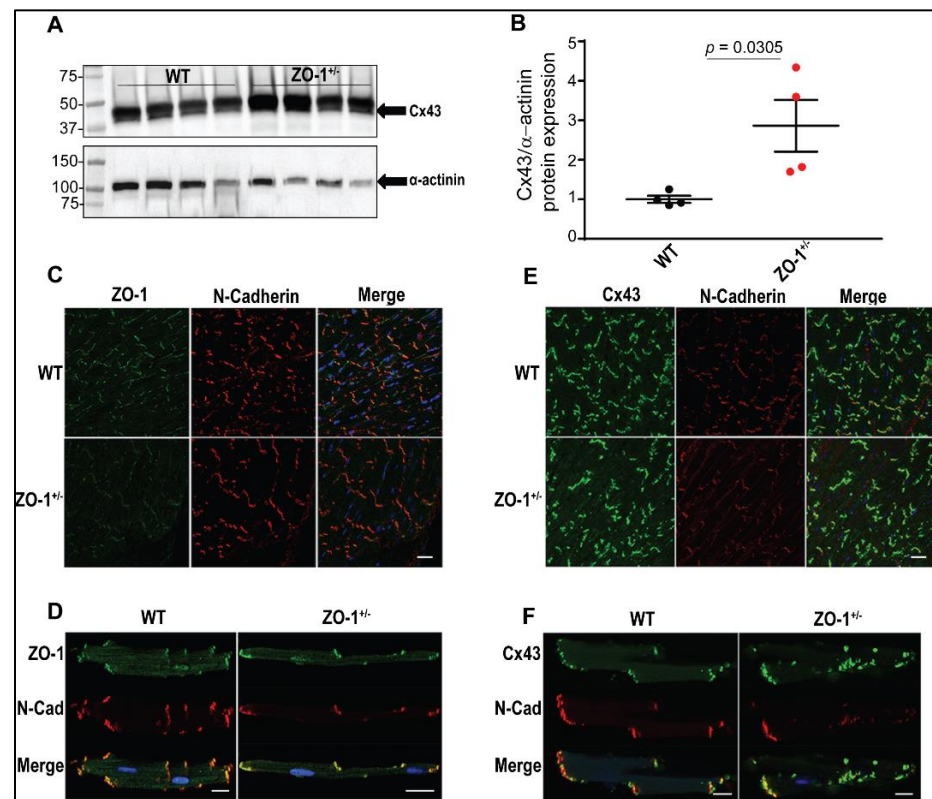 A
75-
50-
37-
WT
ZO-1+/-
Cx43
150-
100-
75-
α-actinin
B
Cx43/α-actinin
protein expression
5
4
3
2
1
0
p = 0.0305
WT
ZO-1+/-
C
ZO-1
N-Cadherin
Merge
WT
ZO-1+/-
E
Cx43
N-Cadherin
Merge
WT
ZO-1+/-
D
WT
ZO-1+/-
ZO-1
N-Cad
Merge
F
WT
ZO-1+/-
Cx43
N-Cad
Merge